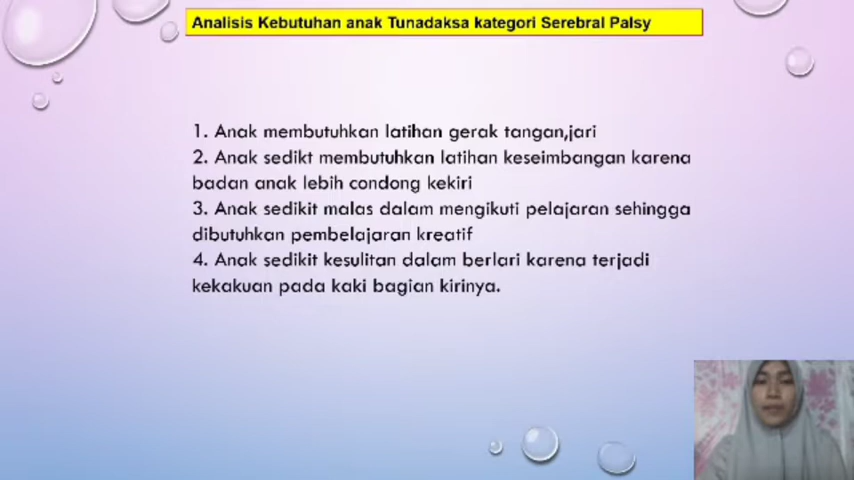 Analisis Kebutuhan anak Tunadaksa kategori Serebral Palsy
1. Anak membutuhkan latihan gerak tangan,jari
2. Anak sedikt membutuhkan latihan keseimbangan karena
badan anak lebih condong kekiri
3. Anak sedikit malas dalam mengikuti pelajaran sehingga
dibutuhkan pembelajaran kreatif
4. Anak sedikit kesulitan dalam berlari karena terjadi
kekakuan pada kaki bagian kirinya.